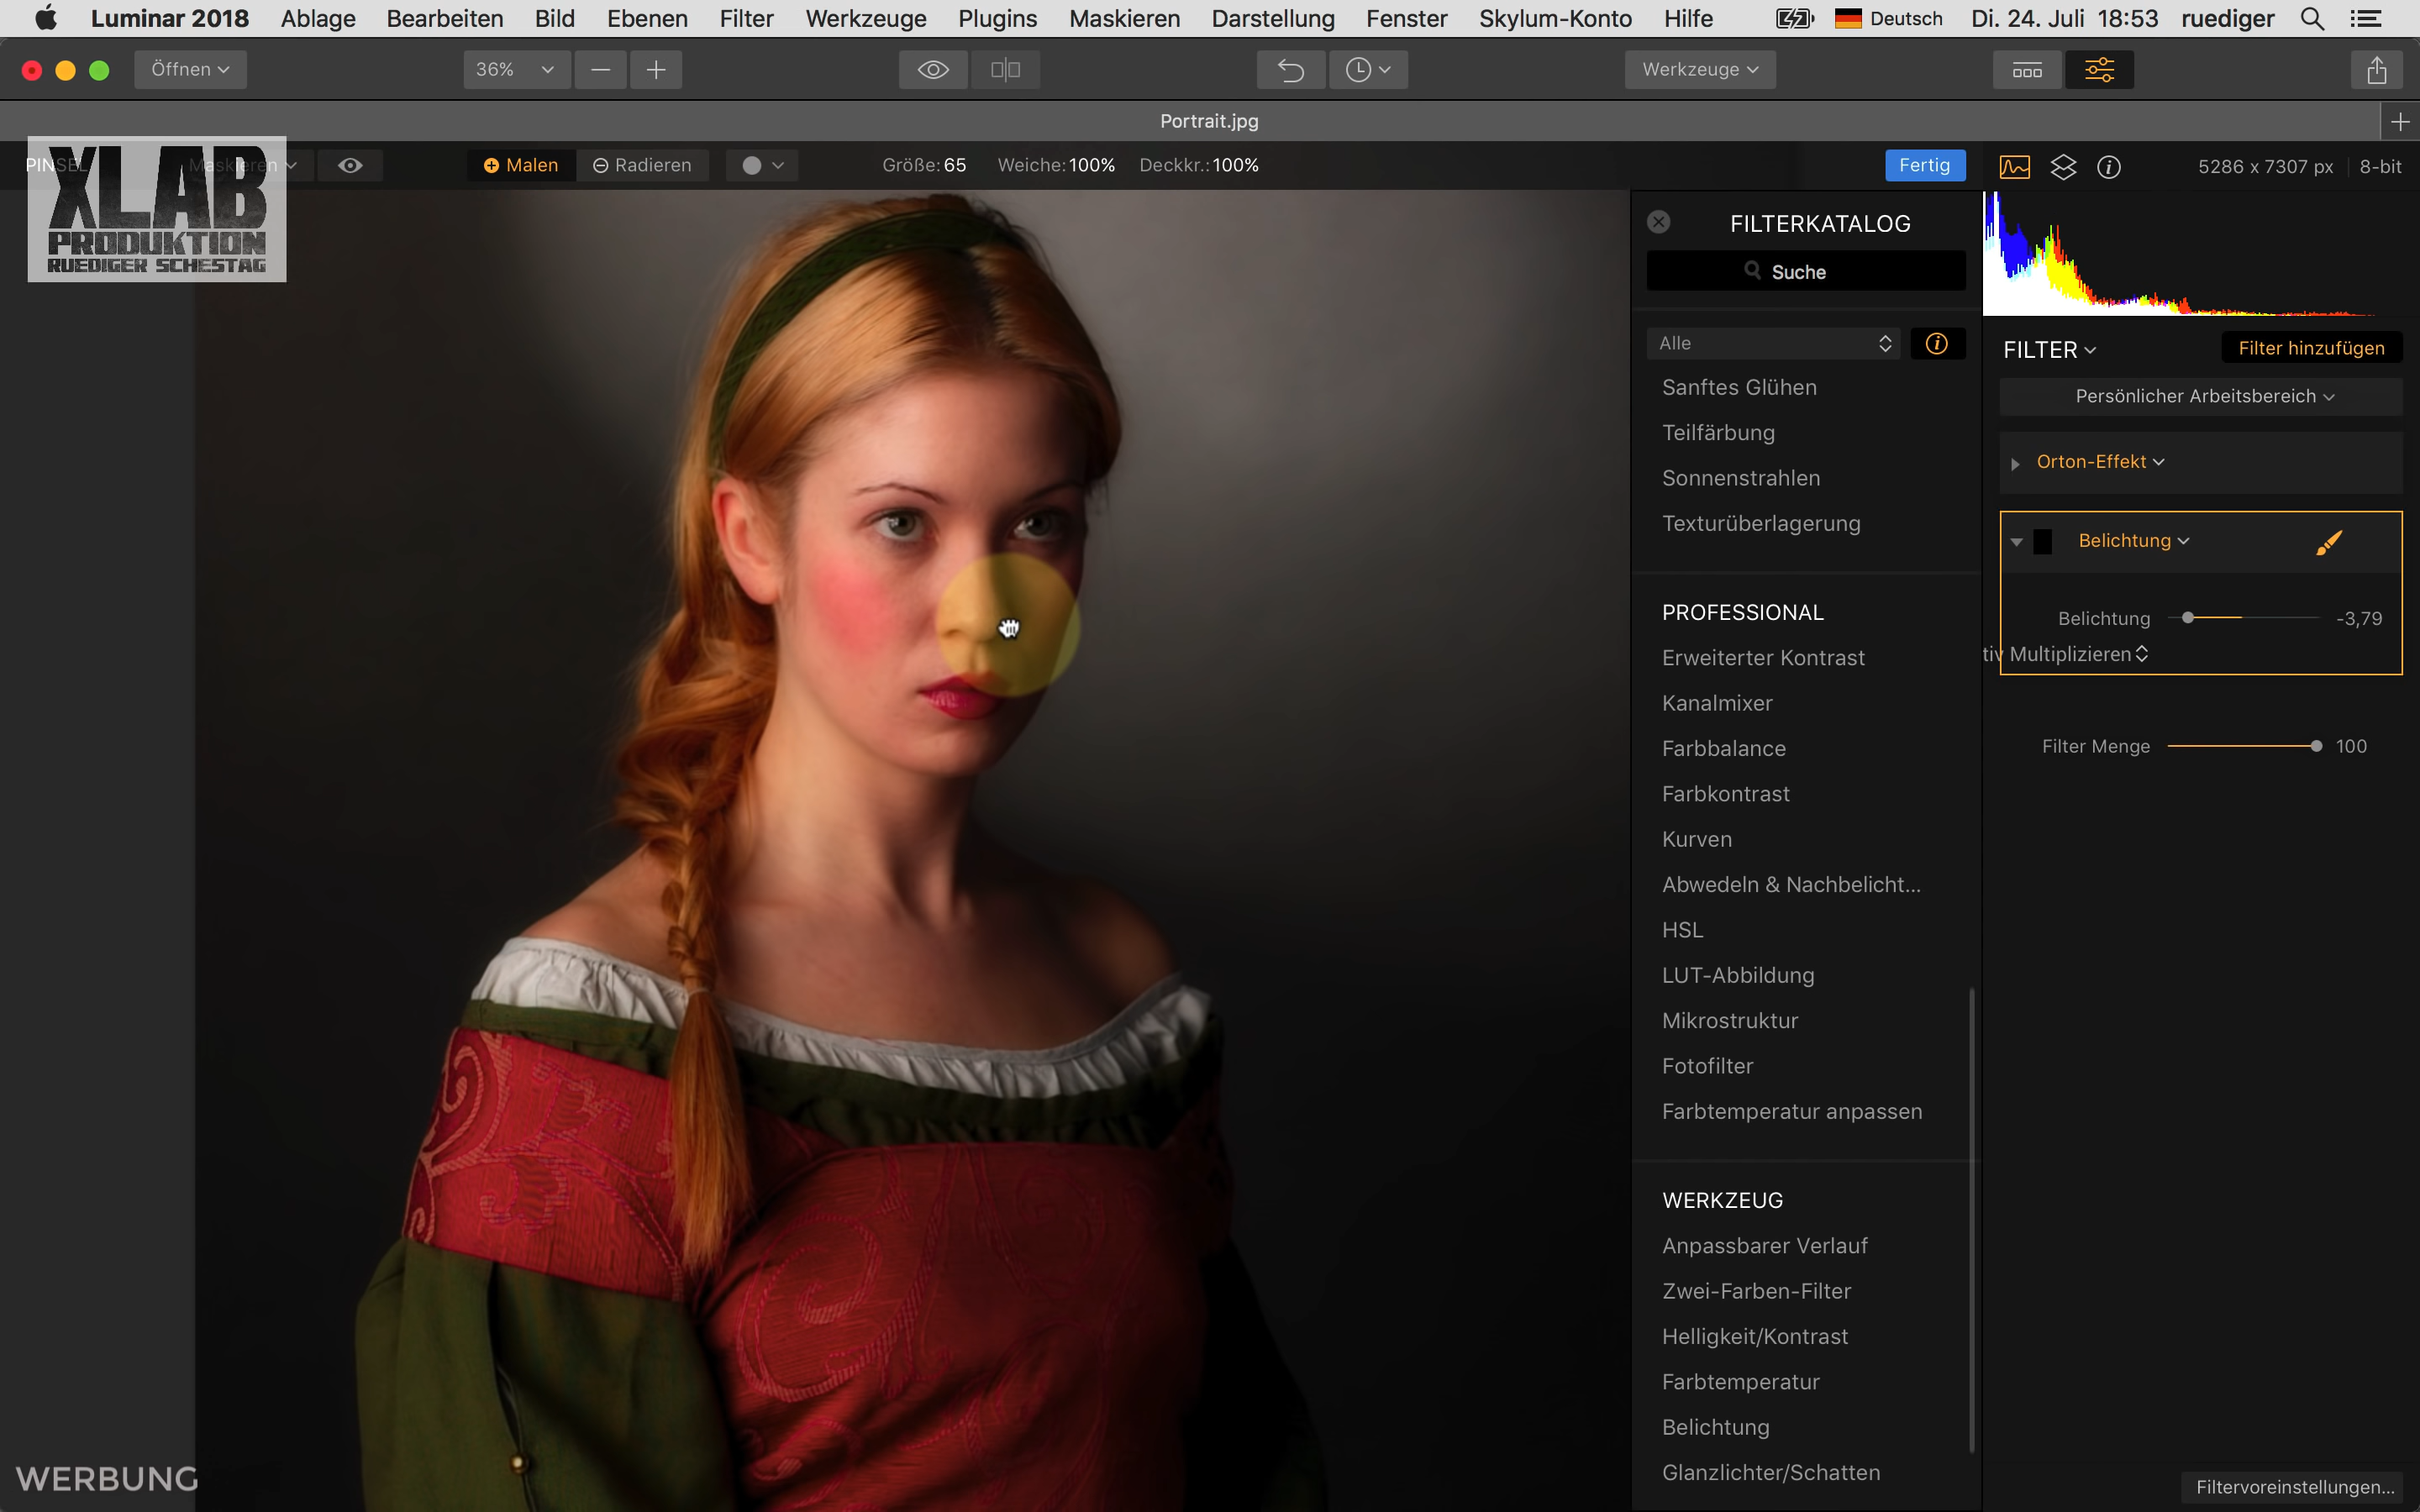 Luminar 2018 Ablage Bearbeiten Bild Ebenen Filter Werkzeuge Plugins Maskieren Darstellung Fenster Skylum-Konto Hilfe Deutsch Di. 24. Juli 18:53 ruediger
Öffnen 36% Werkzeuge
Portrait.jpg
PINSEL Maskieren Malen Radieren Größe: 65 Weiche: 100% Deckkr.: 100% Fertig 5286 x 7307 px 8-bit
XLAB
PRODUKTION
RUEDIGER SCHESTAG
FILTERKATALOG
Suche
Alle
Sanftes Glühen
Teilfärbung
Sonnenstrahlen
Texturüberlagerung
PROFESSIONAL
Erweiterter Kontrast
Kanalmixer
Farbbalance
Farbkontrast
Kurven
Abwedeln & Nachbelicht...
HSL
LUT-Abbildung
Mikrostruktur
Fotofilter
Farbtemperatur anpassen
WERKZEUG
Anpassbarer Verlauf
Zwei-Farben-Filter
Helligkeit/Kontrast
Farbtemperatur
Belichtung
Glanzlichter/Schatten
FILTER Filter hinzufügen
Persönlicher Arbeitsbereich
Orton-Effekt
Belichtung
Belichtung -3,79
tiv Multiplizieren
Filter Menge 100
Filtervoreinstellungen...
WERBUNG